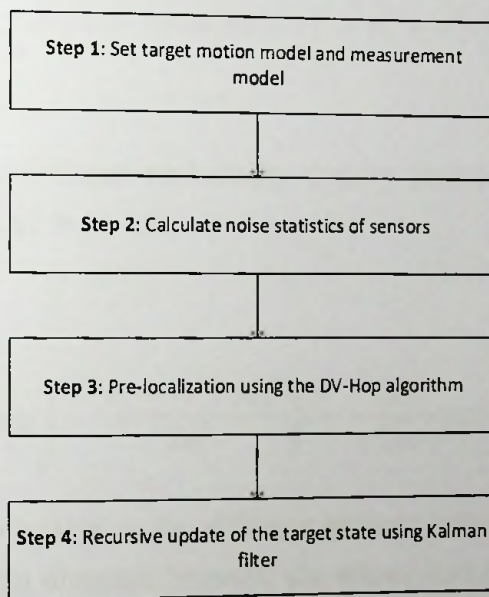 Step 1: Set target motion model and measurement
model
Step 2: Calculate noise statistics of sensors
Step 3: Pre-localization using the DV-Hop algorithm
Step 4: Recursive update of the target state using Kalman
filter